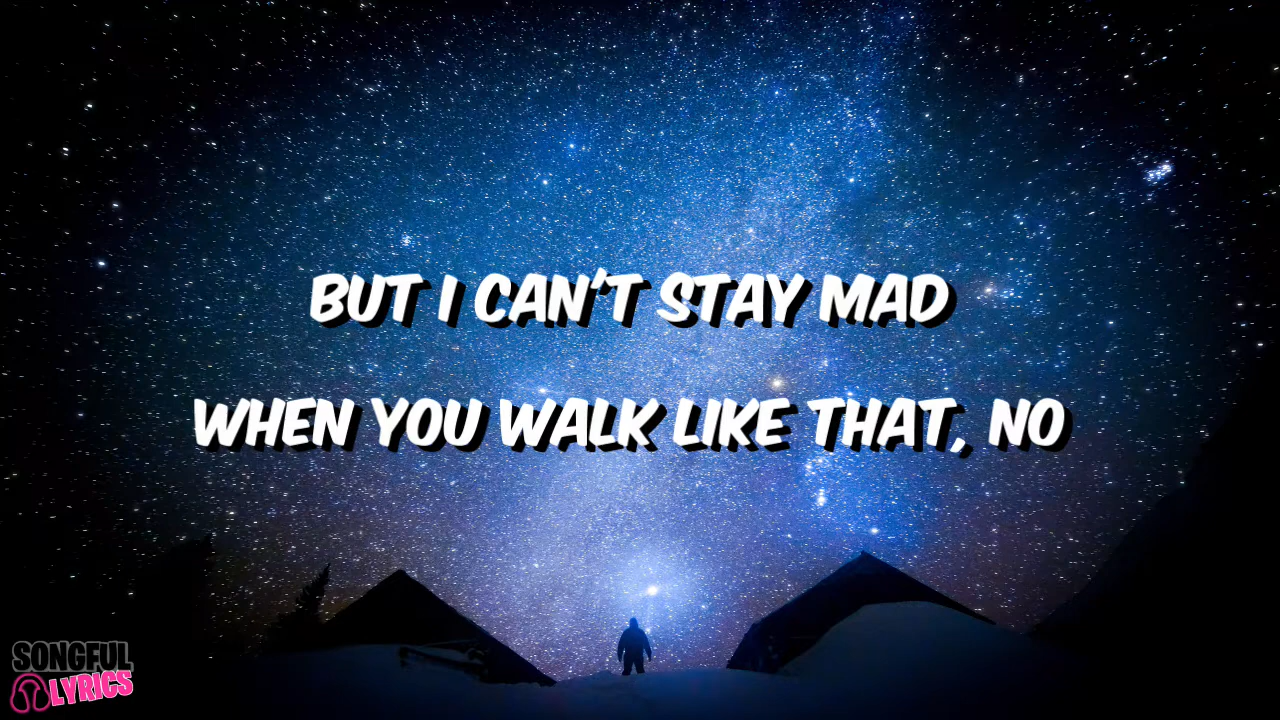 BUT I CAN'T STAY MAD
WHEN YOU WALK LIKE THAT, NO
SONGFUL
LYRICS